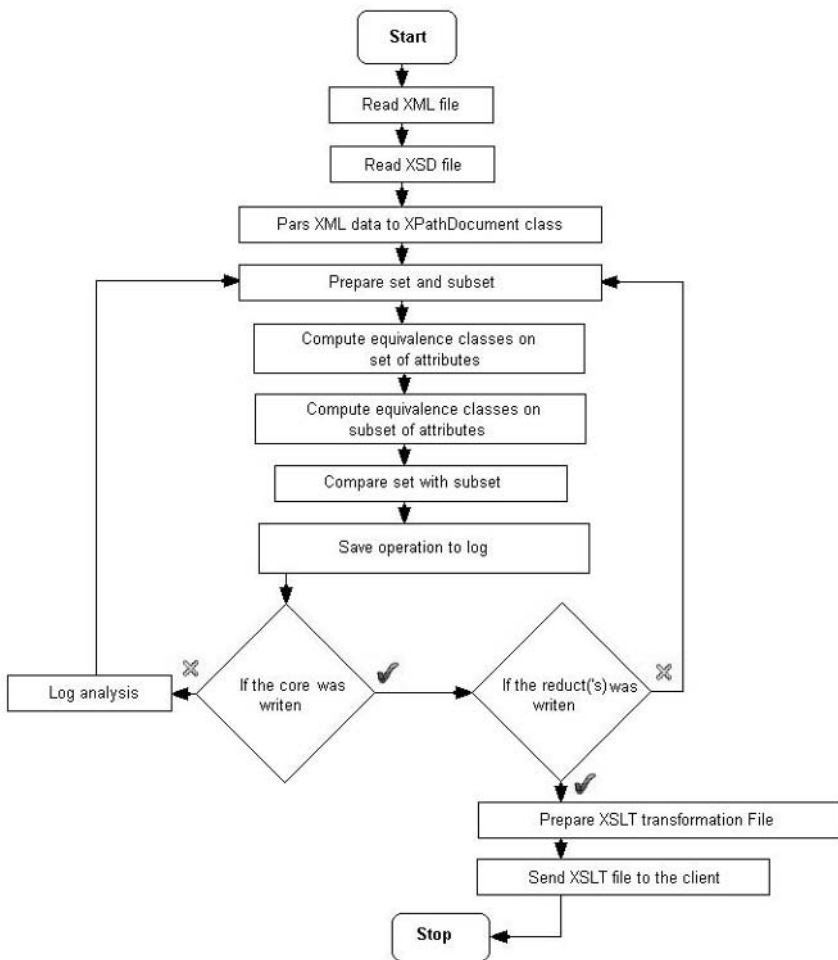 Start
Read XML file
Read XSD file
Pars XML data to XPathDocument class
Prepare set and subset
Compute equivalence classes on
set of attributes
Compute equivalence classes on
subset of attributes
Compare set with subset
Save operation to log
Log analysis
If the core was
writen
If the reduct('s) was
writen
Prepare XSLT transformation File
Send XSLT file to the client
Stop